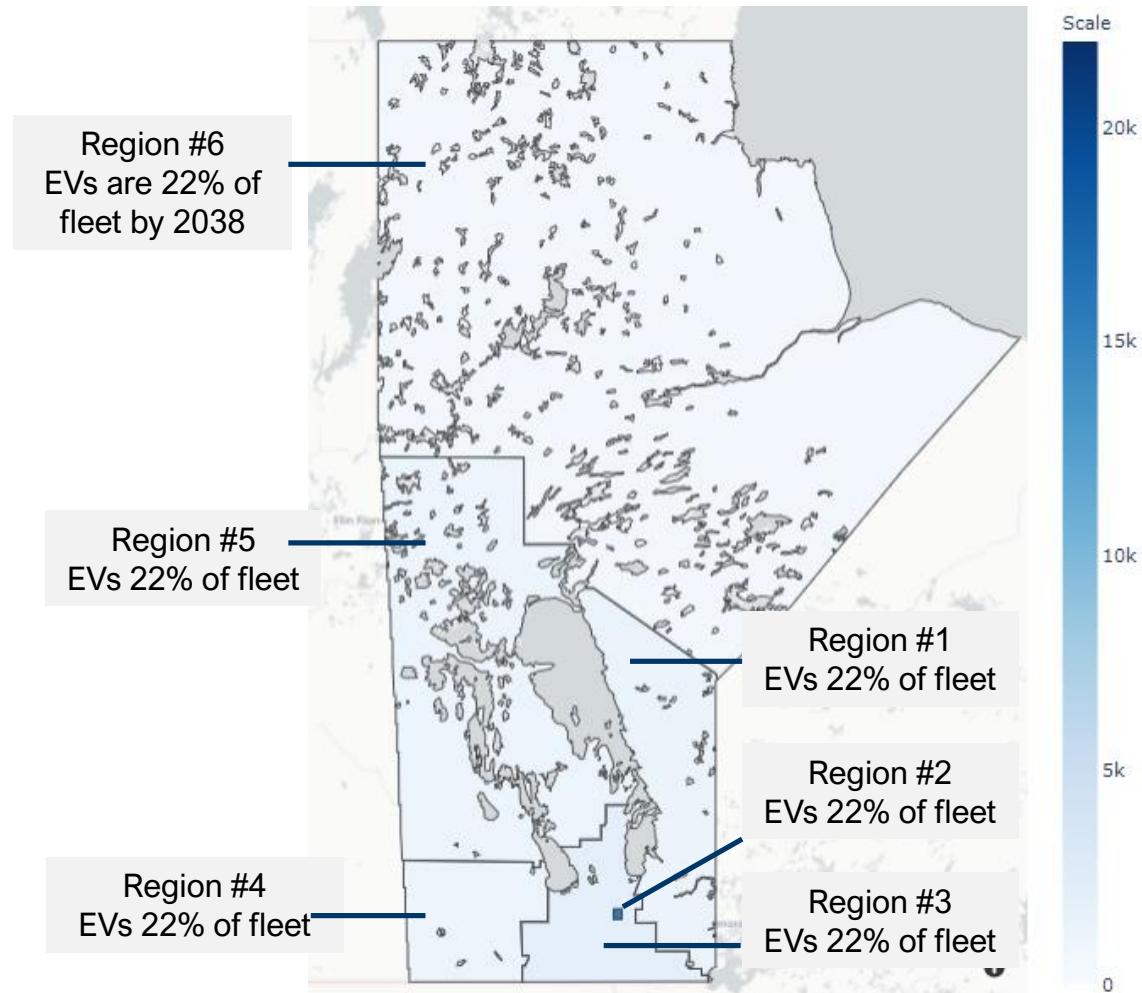 Scale
20k
15k
10k
5k
0
Region #6
EVs are 22% of
fleet by 2038
Region #5
EVs 22% of fleet
Region #1
EVs 22% of fleet
Region #2
EVs 22% of fleet
Region #4
EVs 22% of fleet
Region #3
EVs 22% of fleet